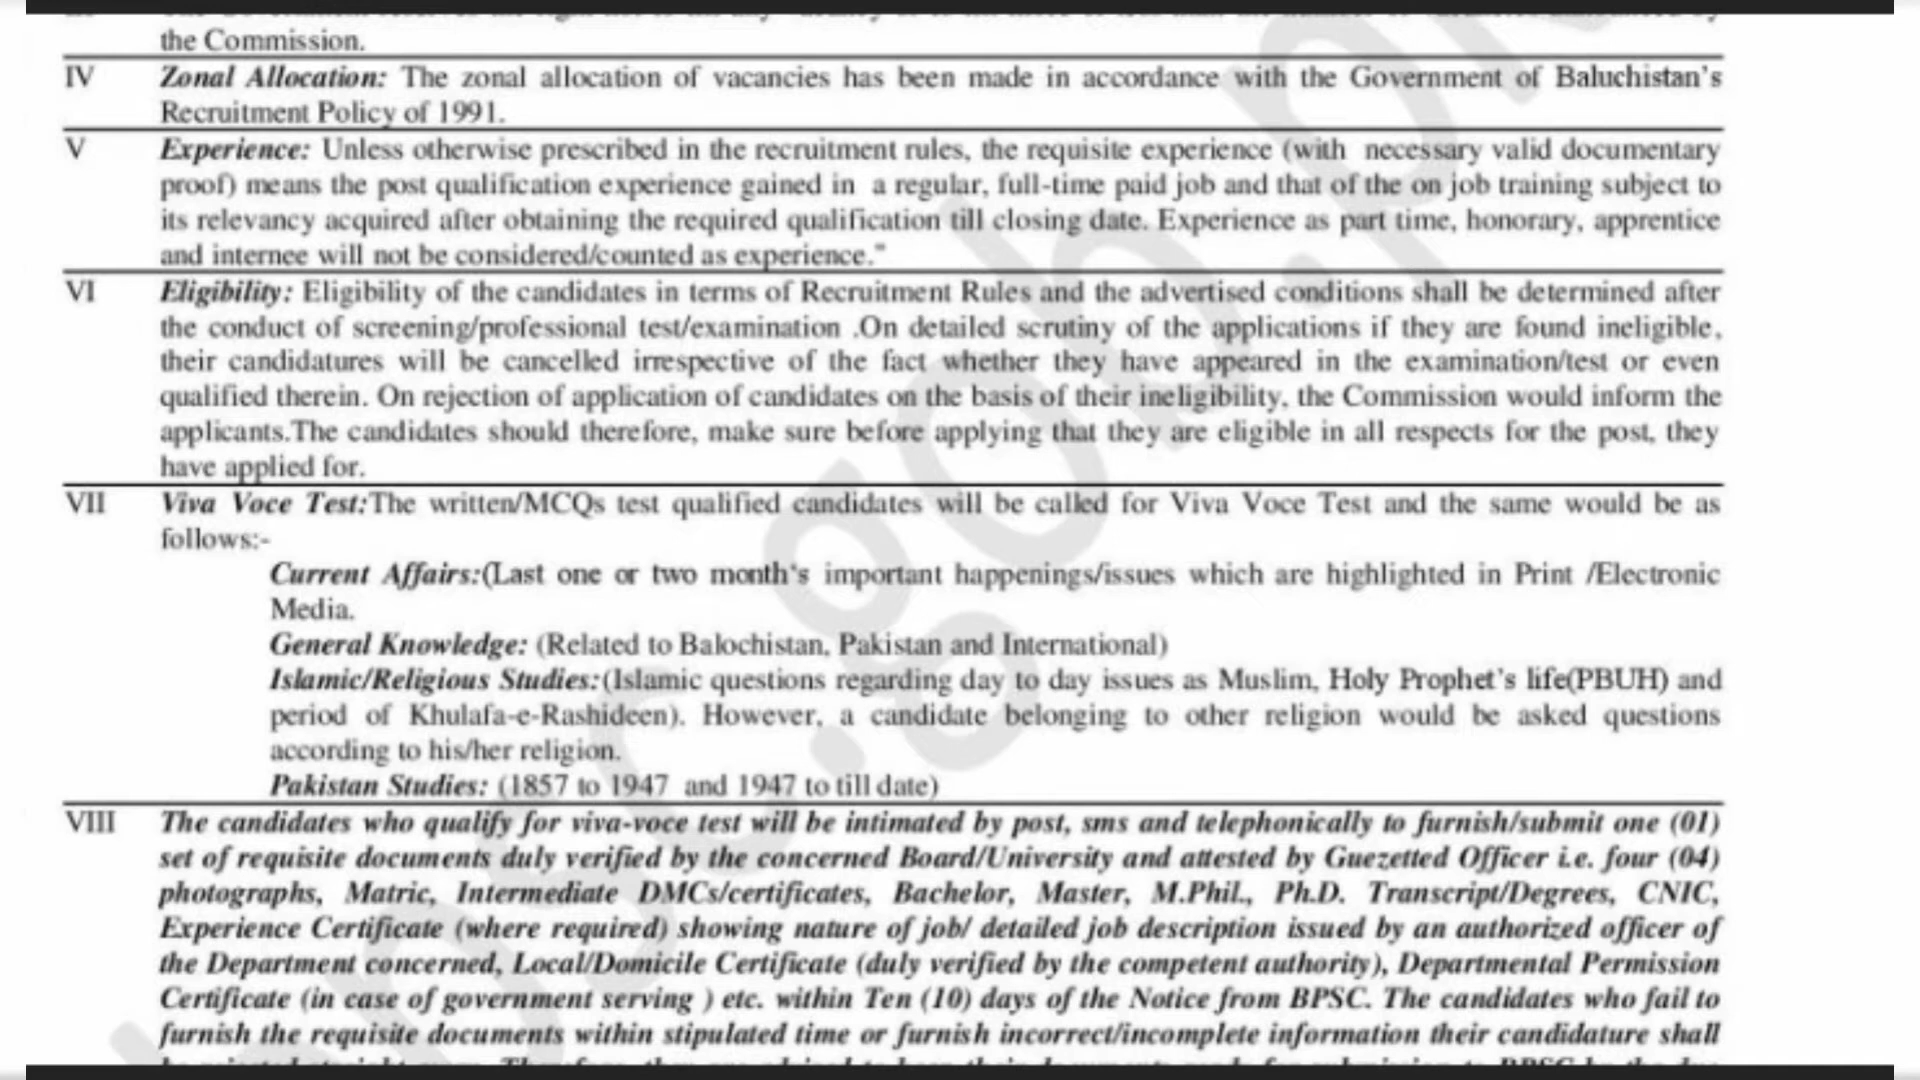 the Commission.
IV Zonal Allocation: The zonal allocation of vacancies has been made in accordance with the Government of Baluchistan's
Recruitment Policy of 1991.
V Experience: Unless otherwise prescribed in the recruitment rules, the requisite experience (with necessary valid documentary
proof) means the post qualification experience gained in a regular, full-time paid job and that of the on job training subject to
its relevancy acquired after obtaining the required qualification till closing date. Experience as part time, honorary, apprentice
and internee will not be considered/counted as experience."
VI Eligibility: Eligibility of the candidates in terms of Recruitment Rules and the advertised conditions shall be determined after
the conduct of screening/professional test/examination .On detailed scrutiny of the applications if they are found ineligible,
their candidatures will be cancelled irrespective of the fact whether they have appeared in the examination/test or even
qualified therein. On rejection of application of candidates on the basis of their ineligibility, the Commission would inform the
applicants.The candidates should therefore, make sure before applying that they are eligible in all respects for the post, they
have applied for.
VII Viva Voce Test:The written/MCQs test qualified candidates will be called for Viva Voce Test and the same would be as
follows:-
Current Affairs:(Last one or two month's important happenings/issues which are highlighted in Print /Electronic
Media.
General Knowledge: (Related to Balochistan, Pakistan and International)
Islamic/Religious Studies:(Islamic questions regarding day to day issues as Muslim, Holy Prophet's life(PBUH) and
period of Khulafa-e-Rashideen). However, a candidate belonging to other religion would be asked questions
according to his/her religion.
Pakistan Studies: (1857 to 1947 and 1947 to till date)
VIII The candidates who qualify for viva-voce test will be intimated by post, sms and telephonically to furnish/submit one (01)
set of requisite documents duly verified by the concerned Board/University and attested by Guezetted Officer i.e. four (04)
photographs, Matric, Intermediate DMCs/certificates, Bachelor, Master, M.Phil., Ph.D. Transcript/Degrees, CNIC,
Experience Certificate (where required) showing nature of job/ detailed job description issued by an authorized officer of
the Department concerned, Local/Domicile Certificate (duly verified by the competent authority), Departmental Permission
Certificate (in case of government serving ) etc. within Ten (10) days of the Notice from BPSC. The candidates who fail to
furnish the requisite documents within stipulated time or furnish incorrect/incomplete information their candidature shall